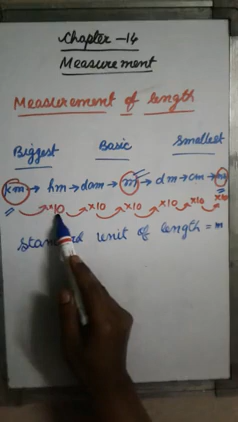 Chapter - 14
Measurement
Measurement of length
Biggest Basic Smallest
km → hm → dam → m → dm → cm →
×10 ×10 ×10 ×10 ×10 ×10
Standard unit of length = m